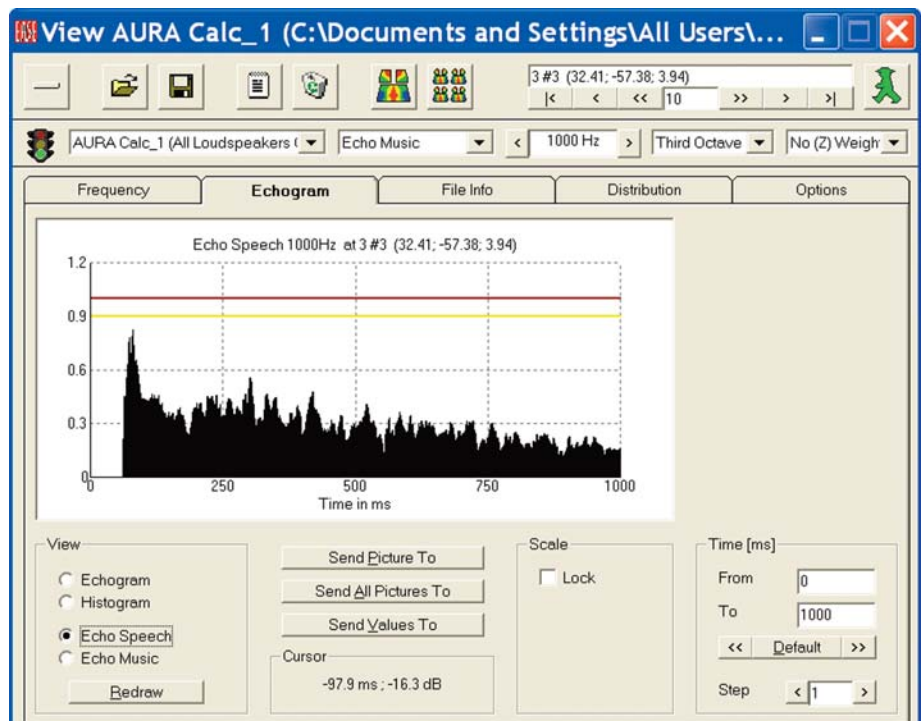 EASE View AURA Calc_1 (C:\Documents and Settings\All Users\...
3 #3 (32.41; -57.38; 3.94)
|< < << 10 >> > >|
AURA Calc_1 (All Loudspeakers ( Echo Music < 1000 Hz > Third Octave No (Z) Weigh
Frequency Echogram File Info Distribution Options
Echo Speech 1000Hz at 3 #3 (32.41; -57.38; 3.94)
1.2
0.9
0.6
0.3
0
0 250 500 750 1000
Time in ms
View
Echogram
Histogram
Echo Speech
Echo Music
Redraw
Send Picture To
Send All Pictures To
Send Values To
Cursor
-97.9 ms ; -16.3 dB
Scale
Lock
Time [ms]
From 0
To 1000
<< Default >>
Step < 1 >